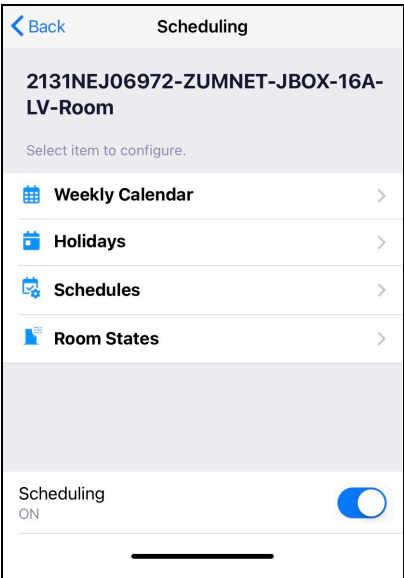 Back
Scheduling
2131NEJ06972-ZUMNET-JBOX-16A-
LV-Room
Select item to configure.
Weekly Calendar
Holidays
Schedules
Room States
Scheduling
ON